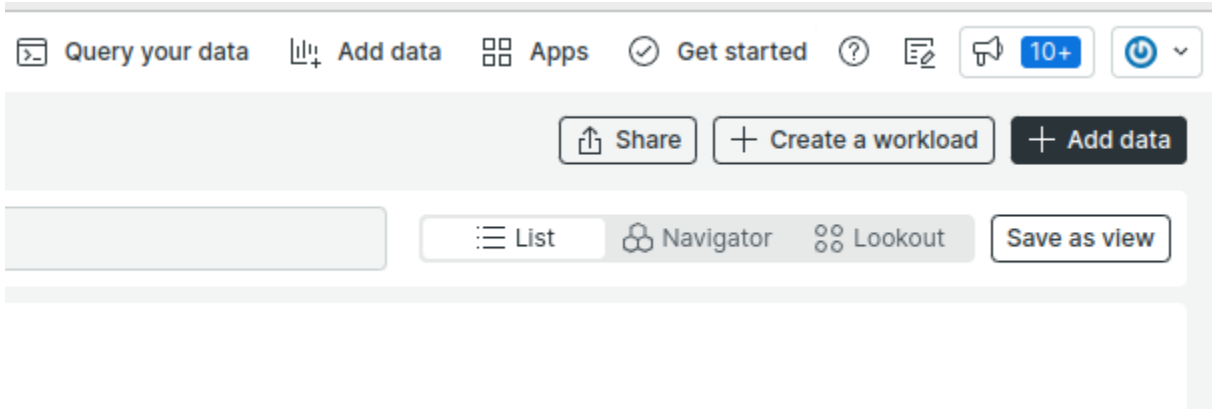 Query your data Add data Apps Get started 10+
Share Create a workload Add data
List Navigator Lookout Save as view